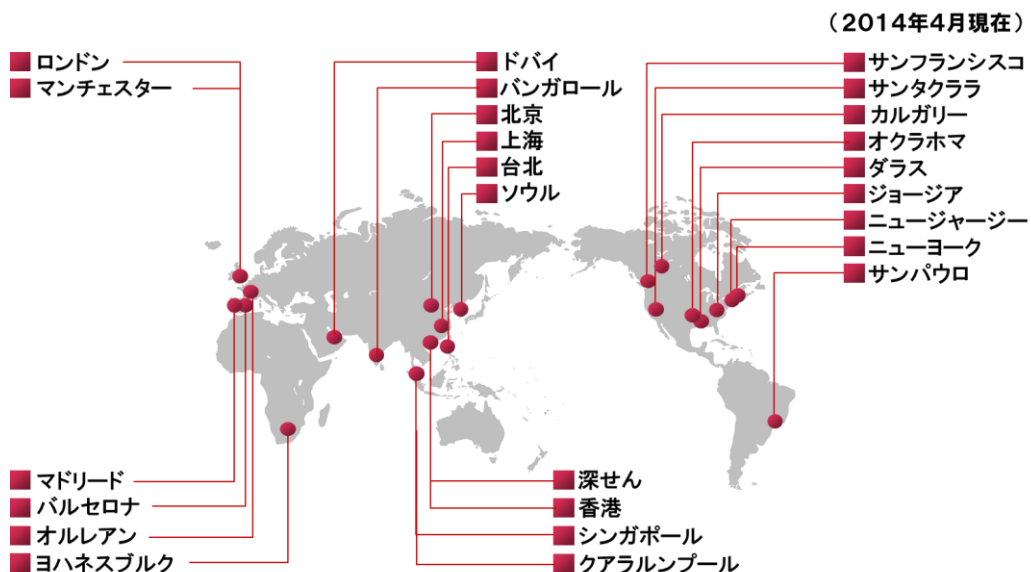 （2014年4月現在）
ロンドン
マンチェスター
ドバイ
バンガロール
北京
上海
台北
ソウル
サンフランシスコ
サンタクララ
カルガリー
オクラホマ
ダラス
ジョージア
ニュージャージー
ニューヨーク
サンパウロ
マドリード
バルセロナ
オルレアン
ヨハネスブルク
深せん
香港
シンガポール
クアラルンプール